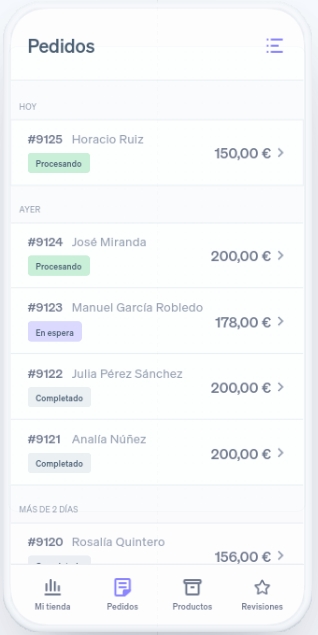 Pedidos
HOY
#9125 Horacio Ruiz
Procesando
150,00 €
AYER
#9124 José Miranda
Procesando
200,00 €
#9123 Manuel García Robledo
En espera
178,00 €
#9122 Julia Pérez Sánchez
Completado
200,00 €
#9121 Analía Núñez
Completado
200,00 €
MÁS DE 2 DÍAS
#9120 Rosalía Quintero
Completado
156,00 €
Mi tienda Pedidos Productos Revisiones